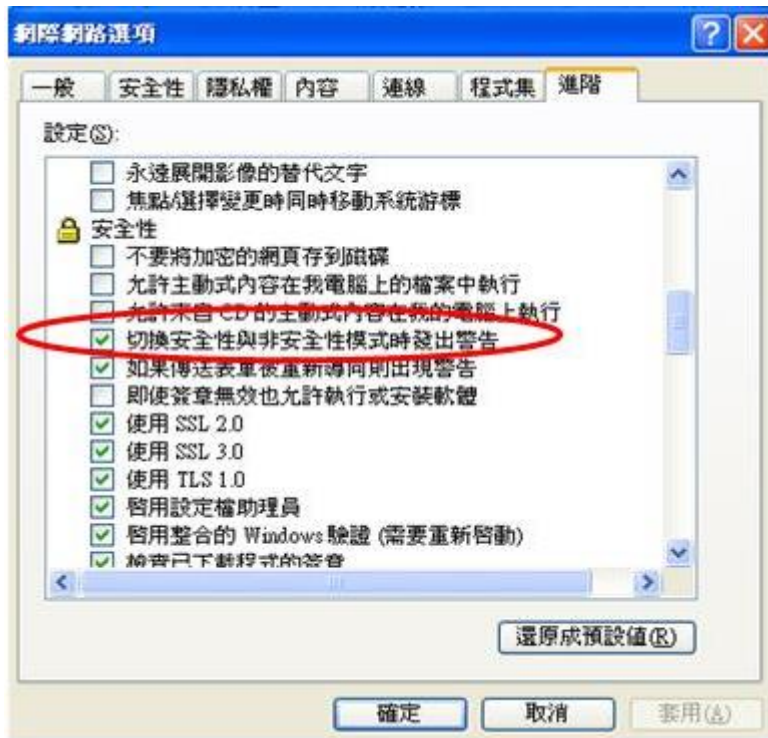 網際網路選項
一般 安全性 隱私權 內容 連線 程式集 進階
設定(S):
永遠展開影像的替代文字
焦點/選擇變更時同時移動系統游標
安全性
不要將加密的網頁存到磁碟
允許主動式內容在我電腦上的檔案中執行
允許來自 CD 的主動式內容在我的電腦上執行
切換安全性與非安全性模式時發出警告
如果傳送表單被重新導向則出現警告
即使簽章無效也允許執行或安裝軟體
使用 SSL 2.0
使用 SSL 3.0
使用 TLS 1.0
啟用設定檔助理員
啟用整合的 Windows 驗證 (需要重新啟動)
檢查已下載程式的簽章
還原成預設值(R)
確定 取消 套用(A)